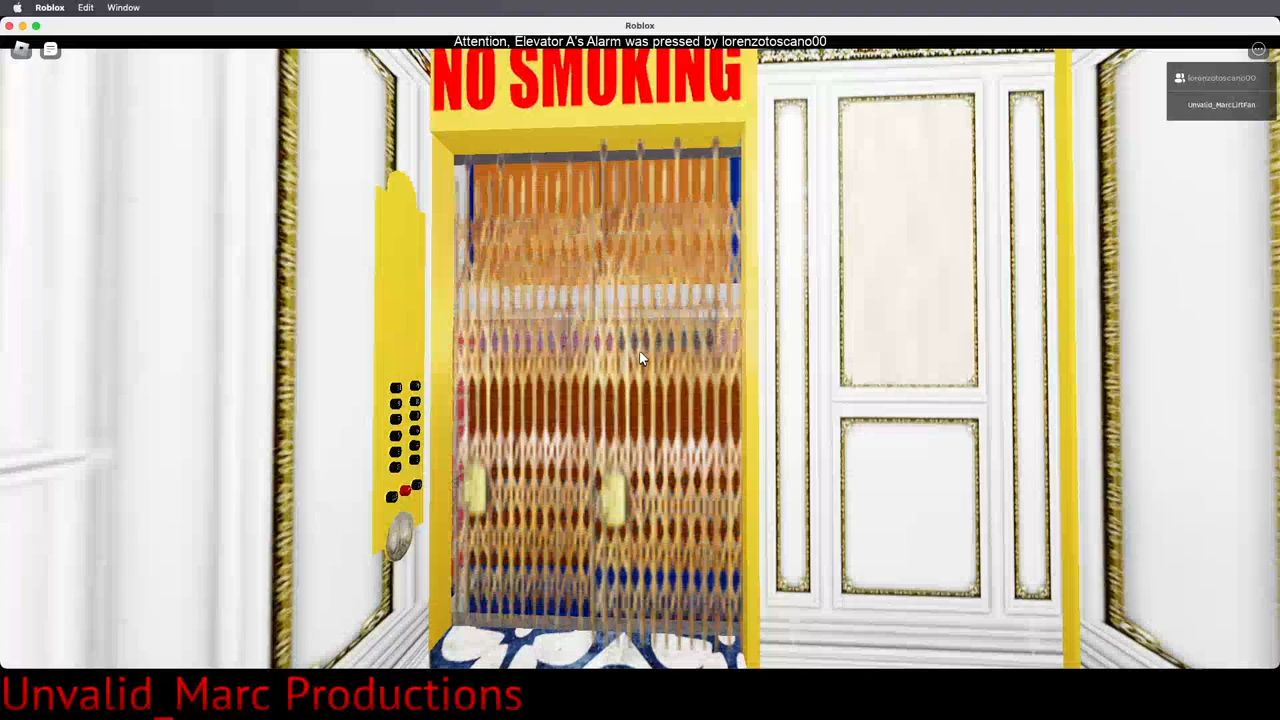 Roblox Edit Window
Roblox
Attention, Elevator A's Alarm was pressed by lorenzotoscano00
NO SMOKING
lorenzotoscano00
Unvalid_MarcLiftFan
Unvalid_Marc Productions